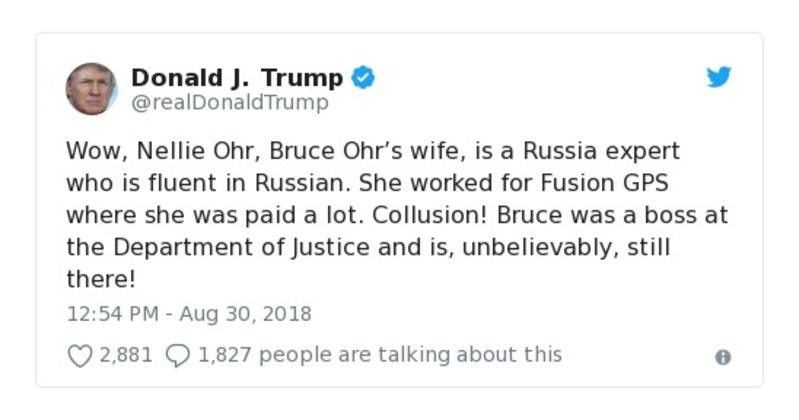 Donald J. Trump
@realDonaldTrump
Wow, Nellie Ohr, Bruce Ohr’s wife, is a Russia expert
who is fluent in Russian. She worked for Fusion GPS
where she was paid a lot. Collusion! Bruce was a boss at
the Department of Justice and is, unbelievably, still
there!
12:54 PM - Aug 30, 2018
2,881 1,827 people are talking about this